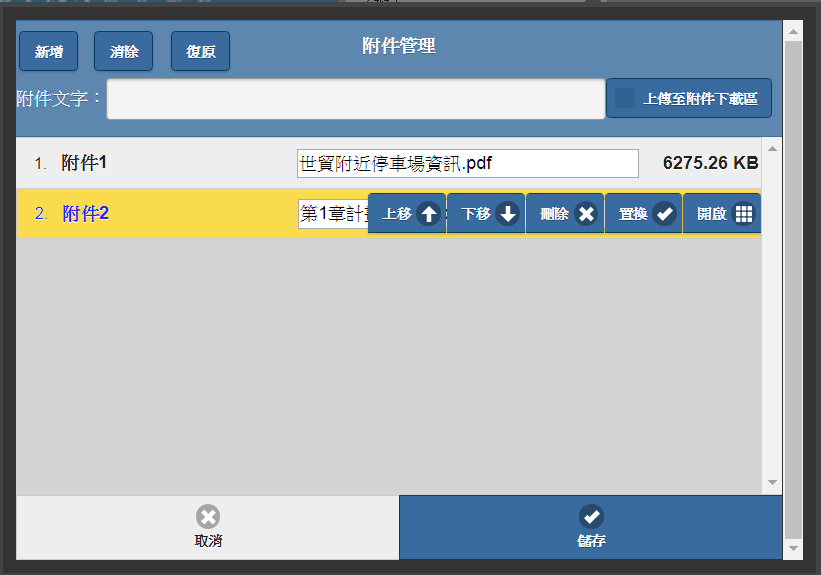 新增 清除 復原 附件管理
附件文字： 上傳至附件下載區
1. 附件1 世貿附近停車場資訊.pdf 6275.26 KB
2. 附件2 第1章計 上移 下移 刪除 置換 開啟
取消 儲存